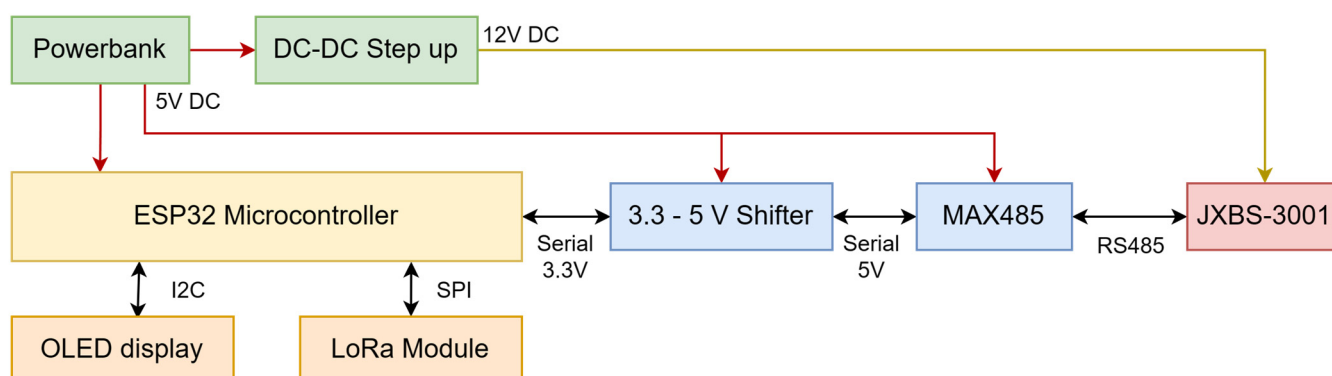 Powerbank
DC-DC Step up
12V DC
5V DC
ESP32 Microcontroller
3.3 - 5 V Shifter
MAX485
JXBS-3001
Serial
3.3V
Serial
5V
RS485
I2C
SPI
OLED display
LoRa Module